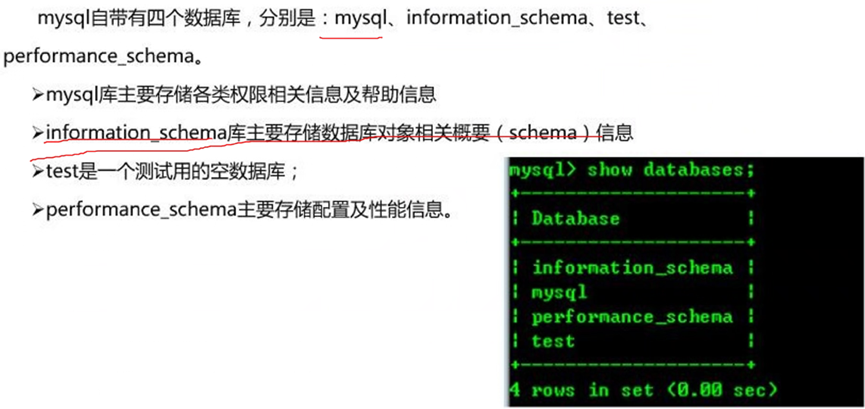 mysql自带有四个数据库，分别是：mysql、information_schema、test、
performance_schema。
➢mysql库主要存储各类权限相关信息及帮助信息
➢information_schema库主要存储数据库对象相关概要（schema）信息
➢test是一个测试用的空数据库；
➢performance_schema主要存储配置及性能信息。
mysql> show databases;
+--------------------+
| Database |
+--------------------+
| information_schema |
| mysql |
| performance_schema |
| test |
+--------------------+
4 rows in set (0.00 sec)